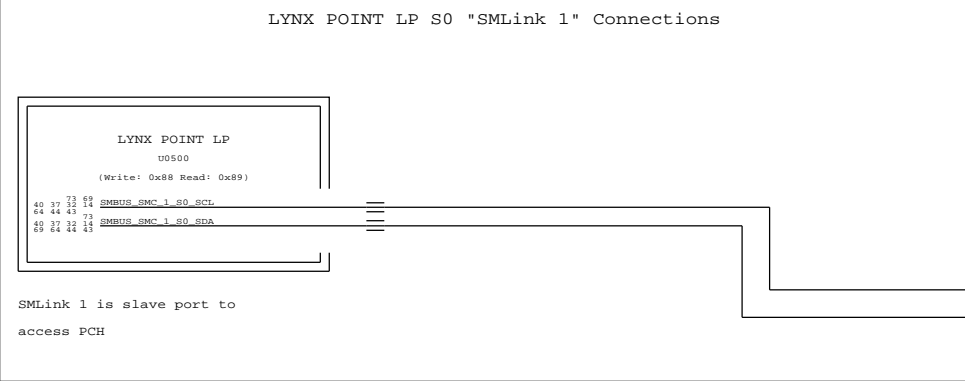 LYNX POINT LP S0 "SMLink 1" Connections
LYNX POINT LP
U0500
(Write: 0x88 Read: 0x89)
73 69
40 37 32 14 SMBUS_SMC_1_S0_SCL
64 44 43
73
40 37 32 14 SMBUS_SMC_1_S0_SDA
69 64 44 43
SMLink 1 is slave port to
access PCH